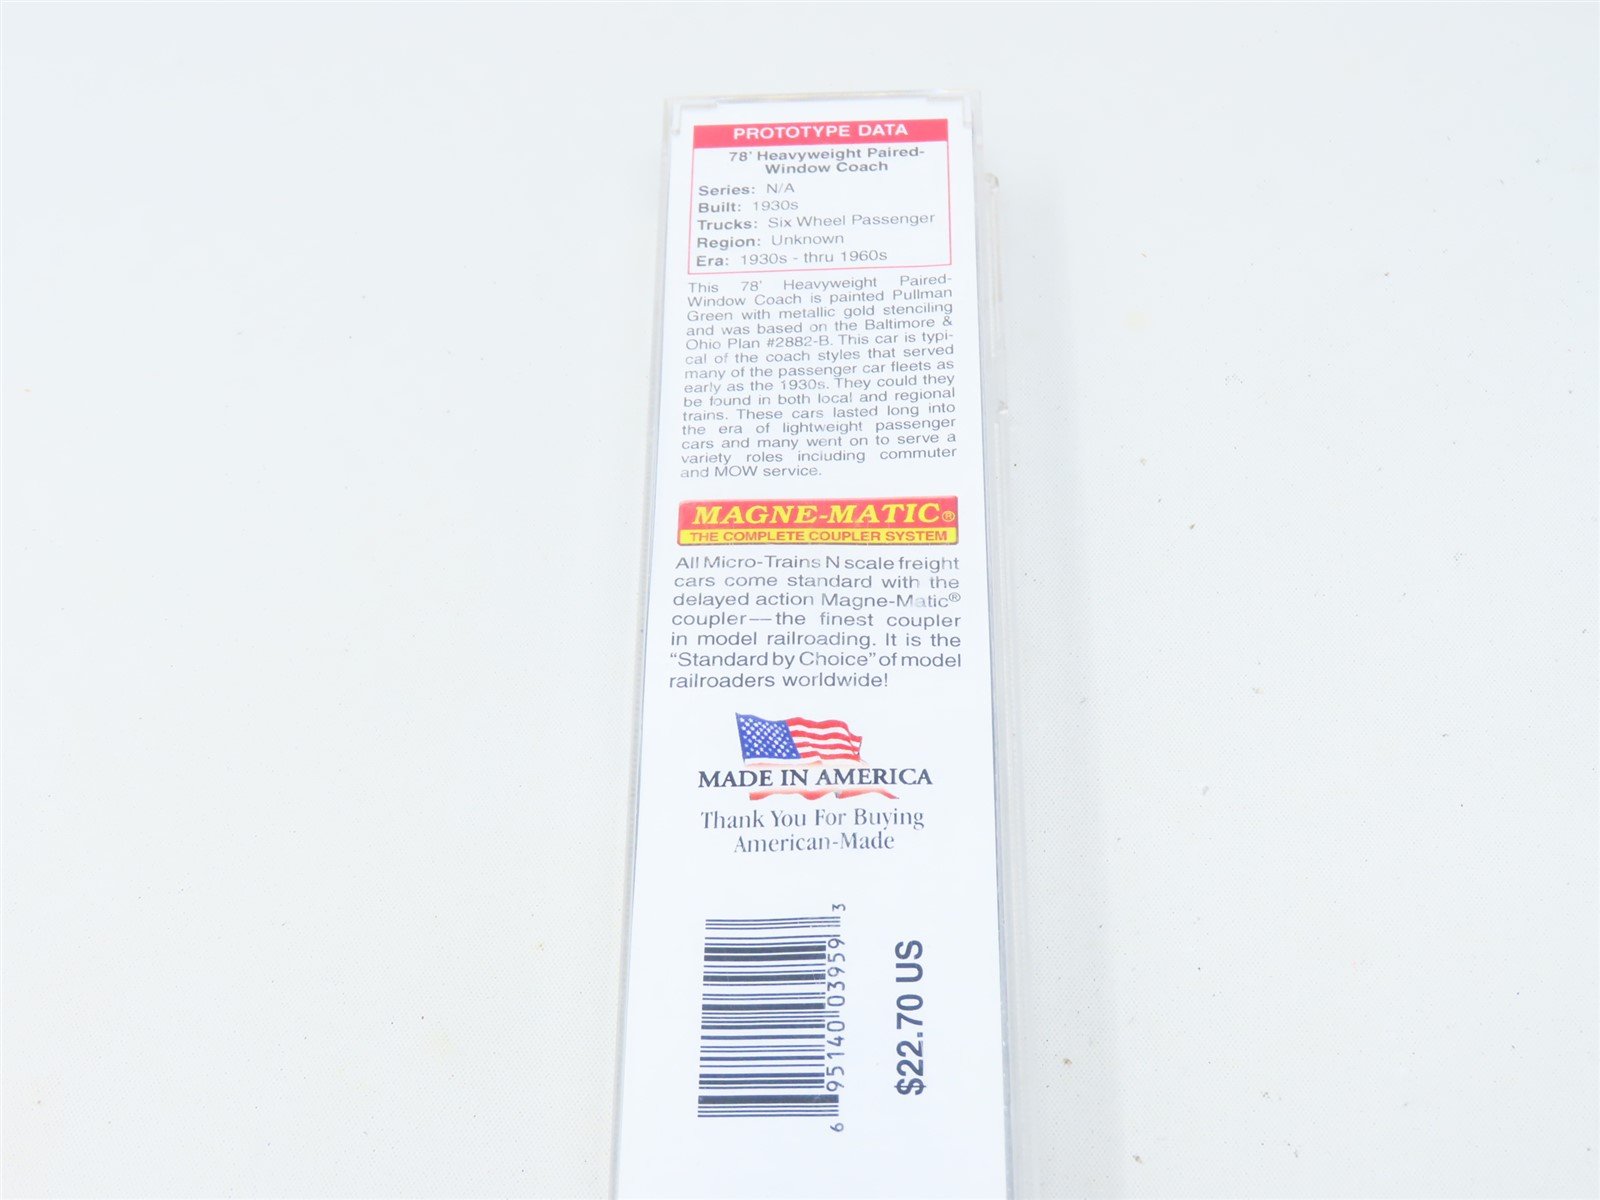 PROTOTYPE DATA
78' Heavyweight Paired-
Window Coach
Series: N/A
Built: 1930s
Trucks: Six Wheel Passenger
Region: Unknown
Era: 1930s - thru 1960s
This 78' Heavyweight Paired-
Window Coach is painted Pullman
Green with metallic gold stenciling
and was based on the Baltimore &
Ohio Plan #2882-B. This car is typi-
cal of the coach styles that served
many of the passenger car fleets as
early as the 1930s. They could they
be found in both local and regional
trains. These cars lasted long into
the era of lightweight passenger
cars and many went on to serve a
variety roles including commuter
and MOW service.
MAGNE-MATIC®
THE COMPLETE COUPLER SYSTEM
All Micro-Trains N scale freight
cars come standard with the
delayed action Magne-Matic®
coupler—the finest coupler
in model railroading. It is the
“Standard by Choice” of model
railroaders worldwide!
MADE IN AMERICA
Thank You For Buying
American-Made
6 95140 03959 3
$22.70 US